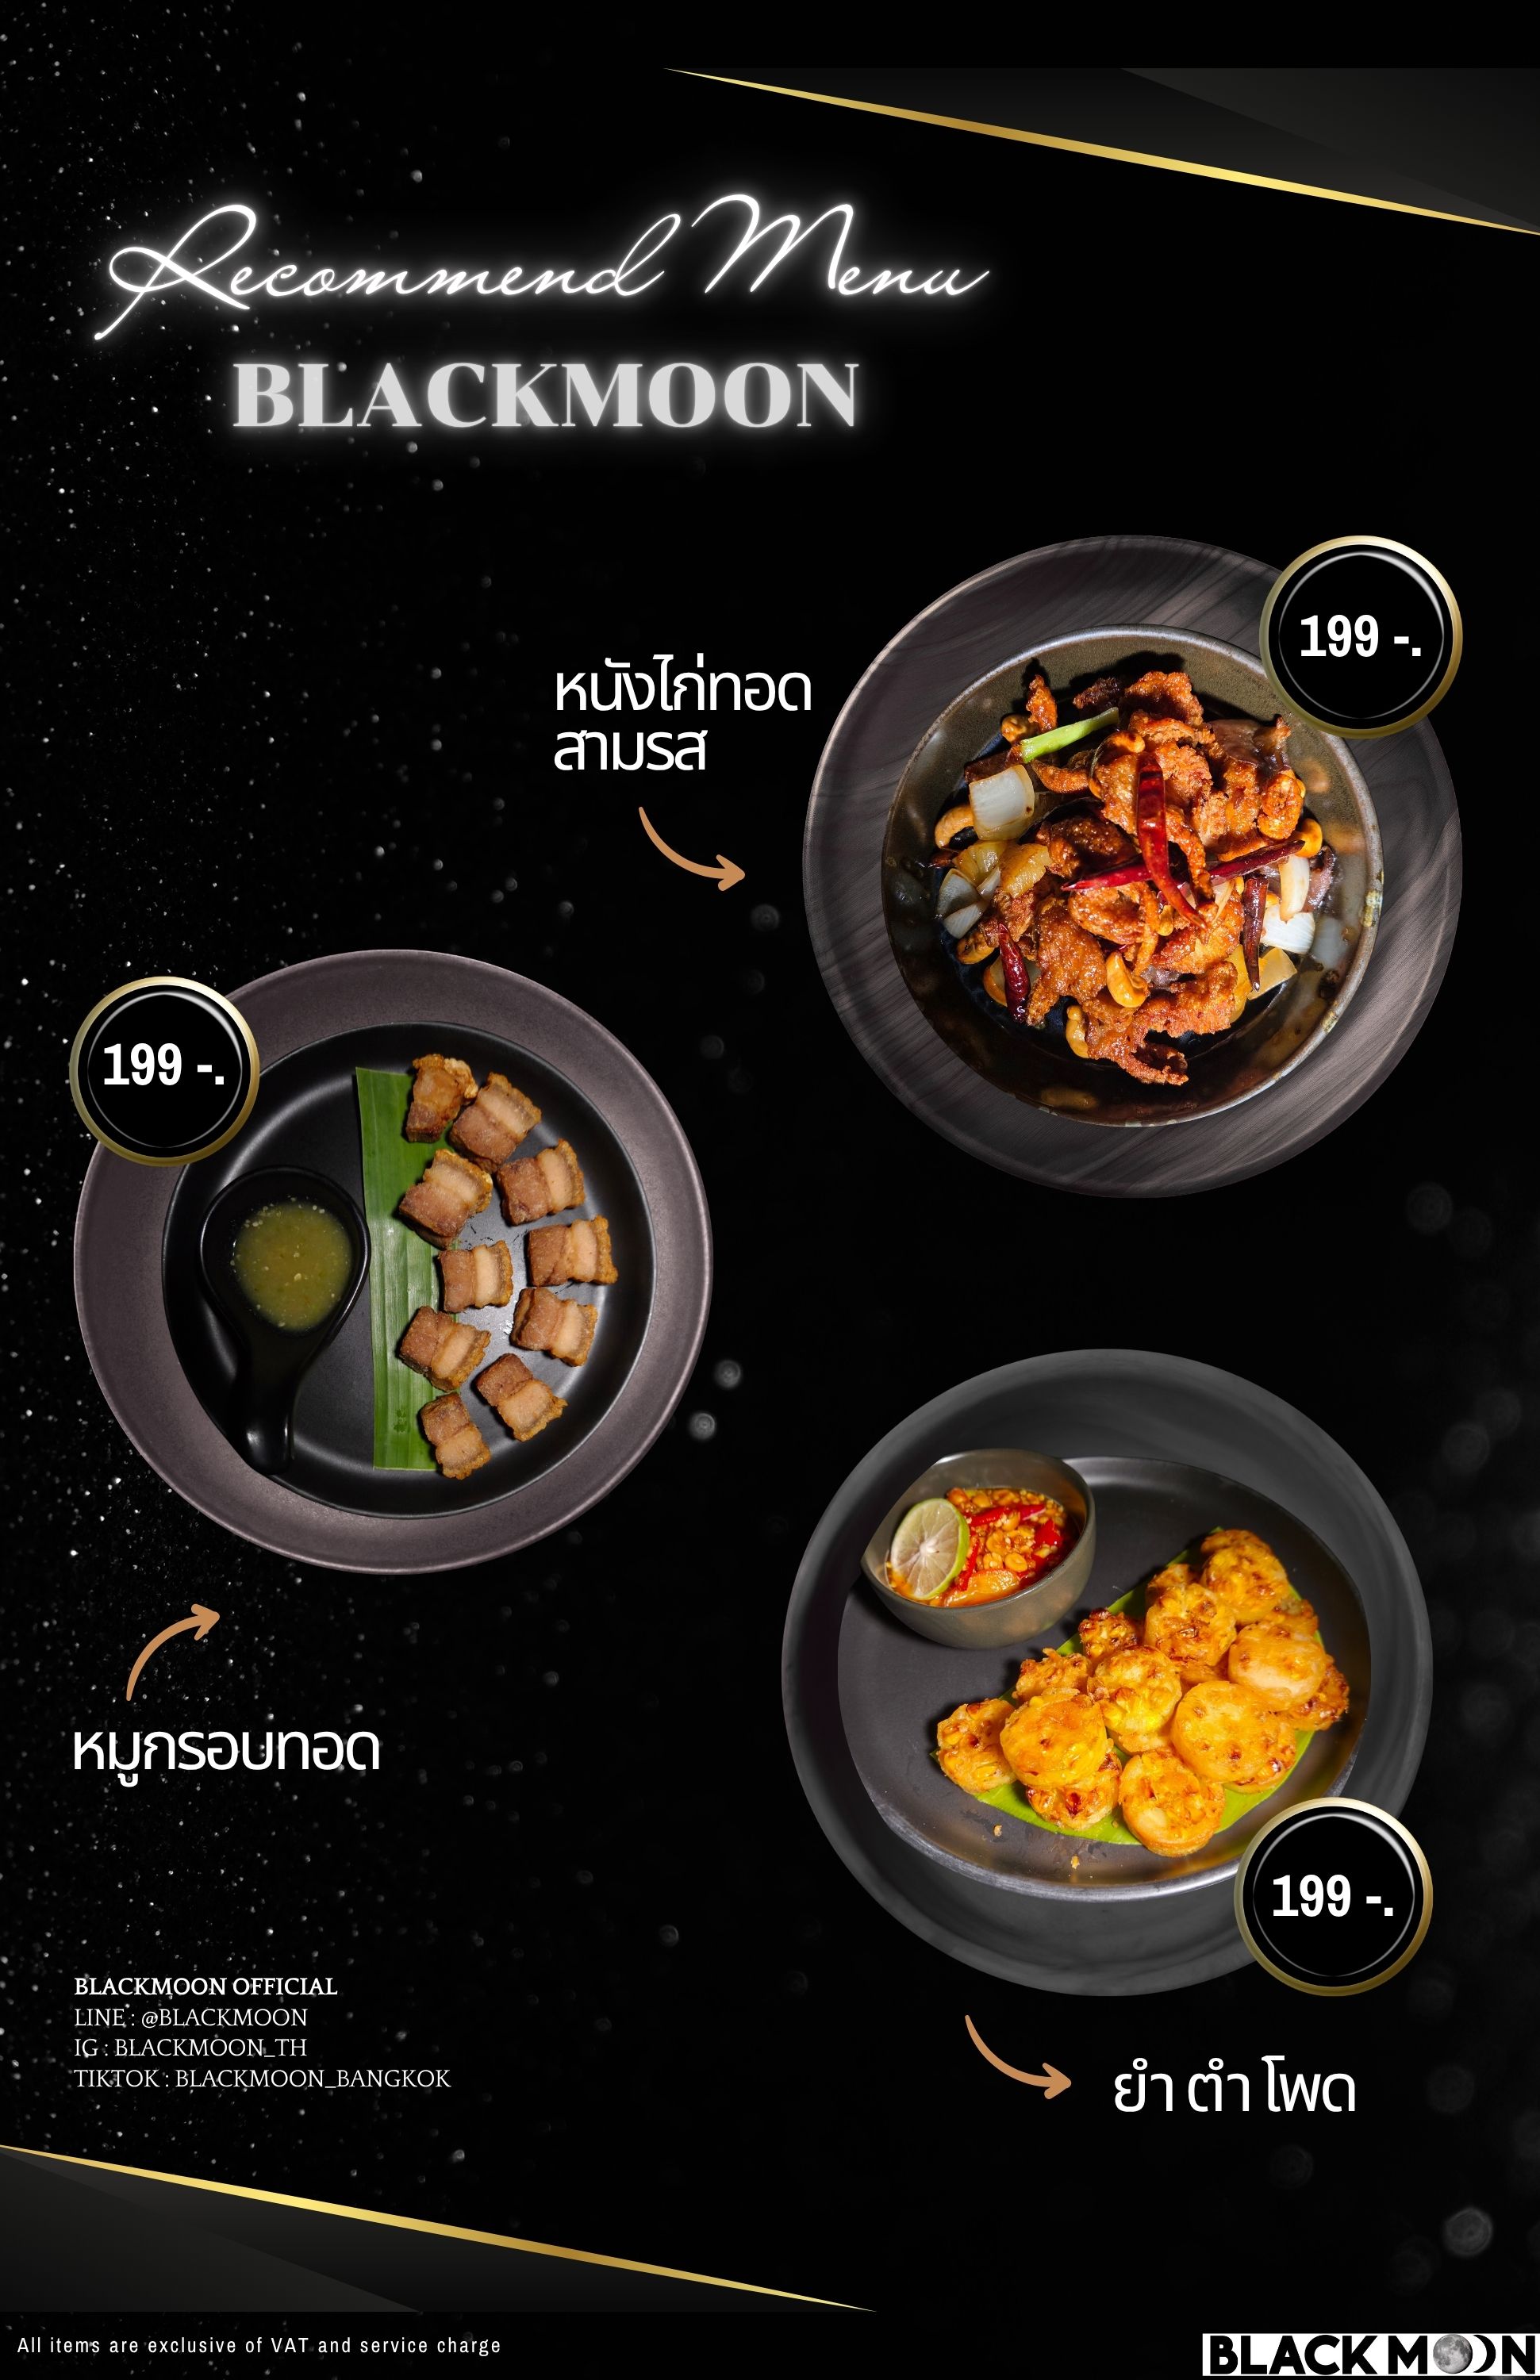 Recommend Menu
BLACKMOON
199 -.
หนังไก่ทอด
สามรส
199 -.
หมูกรอบทอด
199 -.
ยำ ตำ โพด
BLACKMOON OFFICIAL
LINE : @BLACKMOON
IG : BLACKMOON_TH
TIKTOK : BLACKMOON_BANGKOK
All items are exclusive of VAT and service charge
BLACKMOON